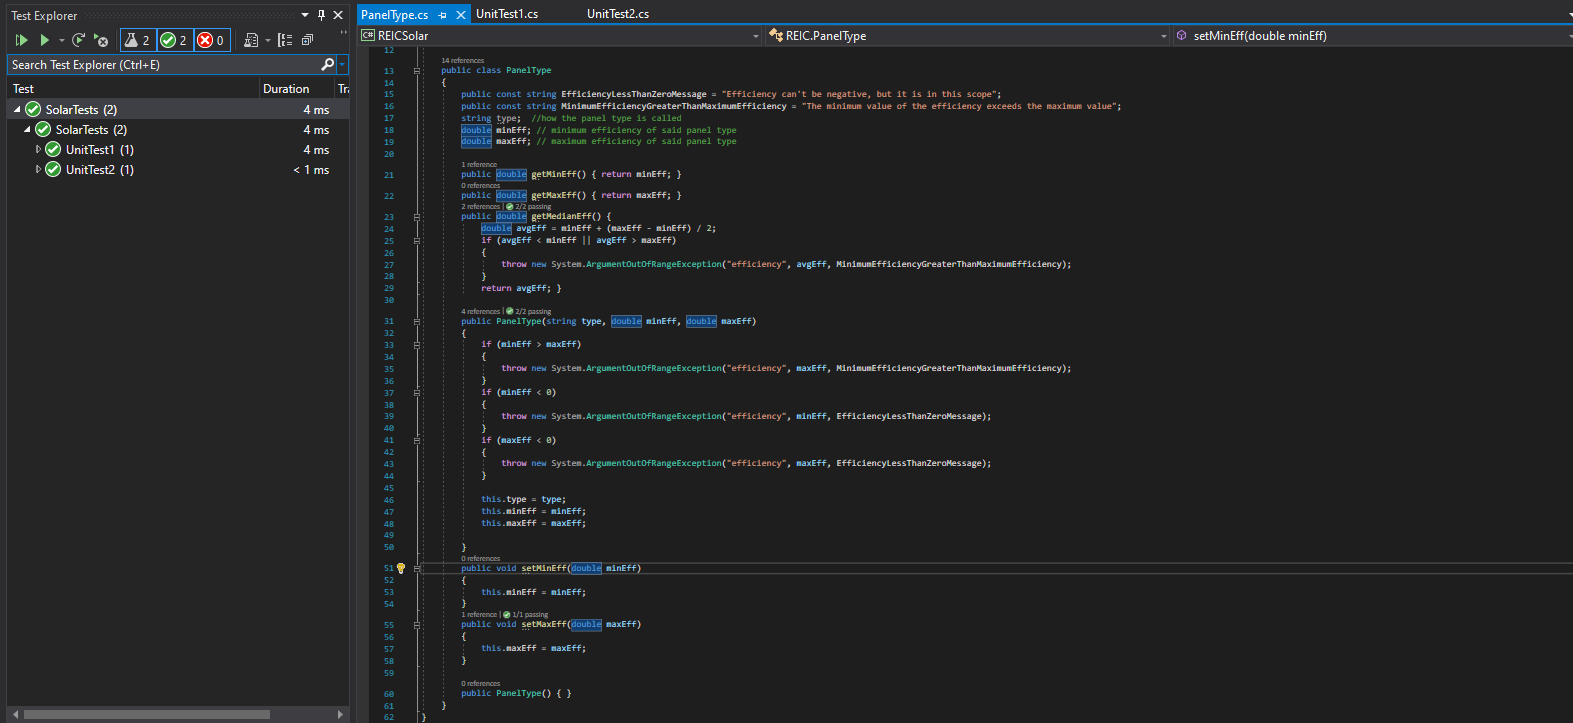 Test Explorer
2 2 0
Search Test Explorer (Ctrl+E)
Test Duration Tr
SolarTests (2) 4 ms
SolarTests (2) 4 ms
UnitTest1 (1) 4 ms
UnitTest2 (1) < 1 ms
PanelType.cs UnitTest1.cs UnitTest2.cs
C# REICSolar REIC.PanelType setMinEff(double minEff)
12
14 references
13 public class PanelType
14 {
15 public const string EfficiencyLessThanZeroMessage = "Efficiency can't be negative, but it is in this scope";
16 public const string MinimumEfficiencyGreaterThanMaximumEfficiency = "The minimum value of the efficiency exceeds the maximum value";
17 string type; //how the panel type is called
18 double minEff; // minimum efficiency of said panel type
19 double maxEff; // maximum efficiency of said panel type
20
1 reference
21 public double getMinEff() { return minEff; }
0 references
22 public double getMaxEff() { return maxEff; }
2 references | 2/2 passing
23 public double getMedianEff() {
24 double avgEff = minEff + (maxEff - minEff) / 2;
25 if (avgEff < minEff || avgEff > maxEff)
26 {
27 throw new System.ArgumentOutOfRangeException("efficiency", avgEff, MinimumEfficiencyGreaterThanMaximumEfficiency);
28 }
29 return avgEff; }
30
4 references | 2/2 passing
31 public PanelType(string type, double minEff, double maxEff)
32 {
33 if (minEff > maxEff)
34 {
35 throw new System.ArgumentOutOfRangeException("efficiency", maxEff, MinimumEfficiencyGreaterThanMaximumEfficiency);
36 }
37 if (minEff < 0)
38 {
39 throw new System.ArgumentOutOfRangeException("efficiency", minEff, EfficiencyLessThanZeroMessage);
40 }
41 if (maxEff < 0)
42 {
43 throw new System.ArgumentOutOfRangeException("efficiency", maxEff, EfficiencyLessThanZeroMessage);
44 }
45
46 this.type = type;
47 this.minEff = minEff;
48 this.maxEff = maxEff;
49
50 }
0 references
51 public void setMinEff(double minEff)
52 {
53 this.minEff = minEff;
54 }
1 reference | 1/1 passing
55 public void setMaxEff(double maxEff)
56 {
57 this.maxEff = maxEff;
58 }
59
0 references
60 public PanelType() { }
61 }
62 }